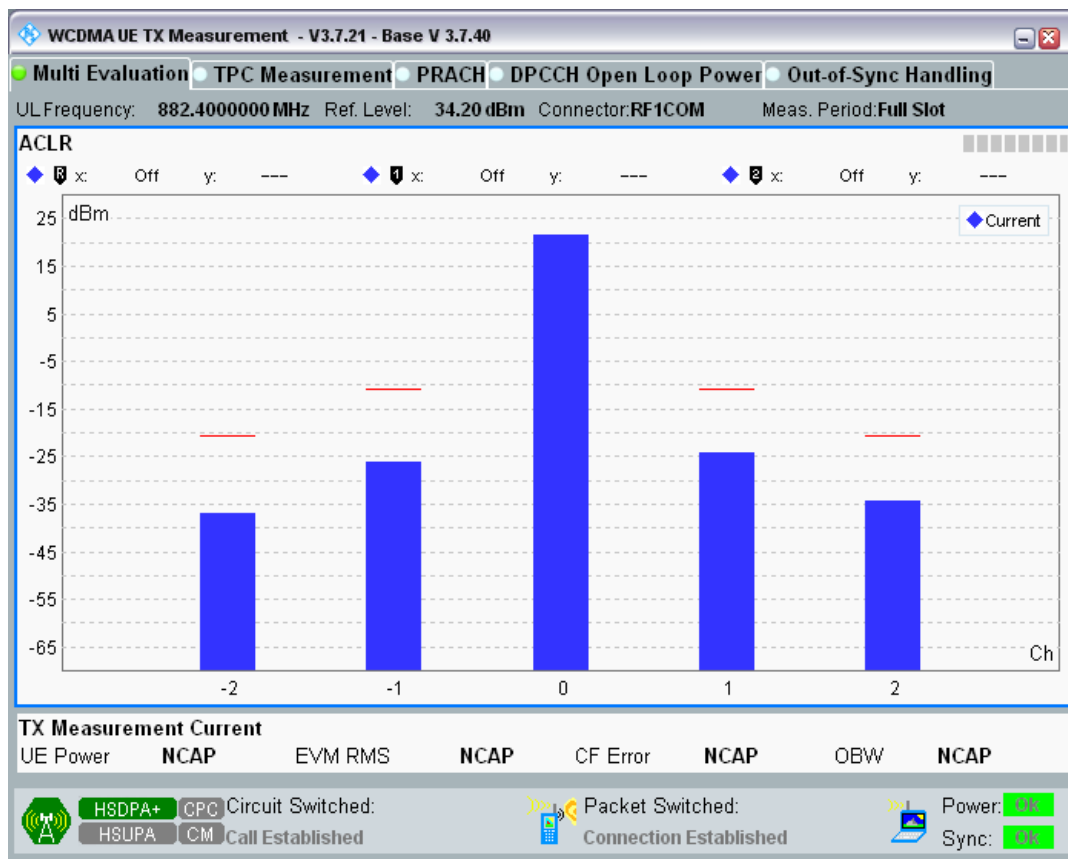 WCDMA UE TX Measurement - V3.7.21 - Base V 3.7.40
Multi Evaluation TPC Measurement PRACH DPCCH Open Loop Power Out-of-Sync Handling
UL Frequency: 882.4000000 MHz Ref. Level: 34.20 dBm Connector:RF1COM Meas. Period:Full Slot
ACLR
R x: Off y: --- 1 x: Off y: --- 2 x: Off y: ---
dBm
Current
25
15
5
-5
-15
-25
-35
-45
-55
-65
Ch
-2 -1 0 1 2
TX Measurement Current
UE Power NCAP EVM RMS NCAP CF Error NCAP OBW NCAP
HSDPA+ CPC Circuit Switched: Packet Switched: Power: OK
HSUPA CM Call Established Connection Established Sync: OK